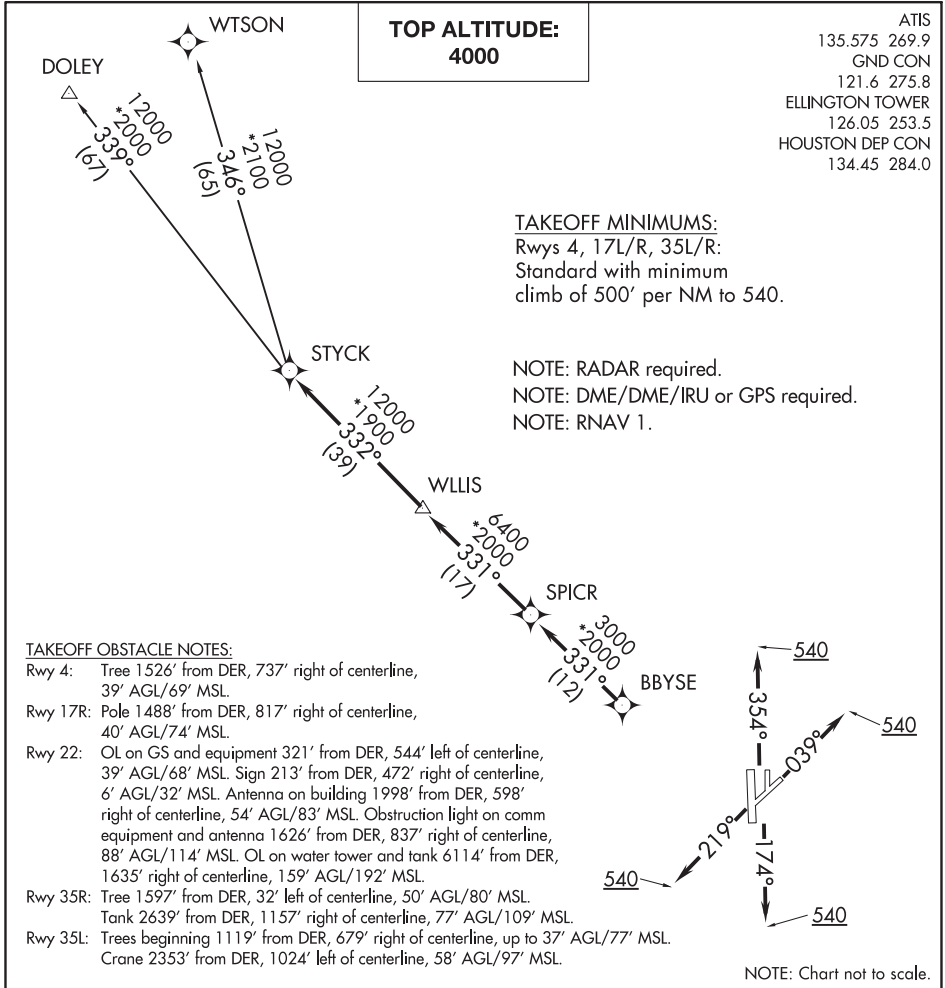 TOP ALTITUDE:
4000
ATIS
135.575 269.9
GND CON
121.6 275.8
ELLINGTON TOWER
126.05 253.5
HOUSTON DEP CON
134.45 284.0
WTSON
DOLEY
12000
*2000
339°
(67)
12000
*2100
346°
(65)
TAKEOFF MINIMUMS:
Rwys 4, 17L/R, 35L/R:
Standard with minimum
climb of 500' per NM to 540.
NOTE: RADAR required.
NOTE: DME/DME/IRU or GPS required.
NOTE: RNAV 1.
STYCK
12000
*1900
332°
(39)
WLLIS
6400
*2000
331°
(17)
SPICR
3000
*2000
331°
(12)
BBYSE
TAKEOFF OBSTACLE NOTES:
Rwy 4: Tree 1526' from DER, 737' right of centerline,
39' AGL/69' MSL.
Rwy 17R: Pole 1488' from DER, 817' right of centerline,
40' AGL/74' MSL.
Rwy 22: OL on GS and equipment 321' from DER, 544' left of centerline,
39' AGL/68' MSL. Sign 213' from DER, 472' right of centerline,
6' AGL/32' MSL. Antenna on building 1998' from DER, 598'
right of centerline, 54' AGL/83' MSL. Obstruction light on comm
equipment and antenna 1626' from DER, 837' right of centerline,
88' AGL/114' MSL. OL on water tower and tank 6114' from DER,
1635' right of centerline, 159' AGL/192' MSL.
Rwy 35R: Tree 1597' from DER, 32' left of centerline, 50' AGL/80' MSL.
Tank 2639' from DER, 1157' right of centerline, 77' AGL/109' MSL.
Rwy 35L: Trees beginning 1119' from DER, 679' right of centerline, up to 37' AGL/77' MSL.
Crane 2353' from DER, 1024' left of centerline, 58' AGL/97' MSL.
540
354°
039°
540
219°
174°
540
540
NOTE: Chart not to scale.